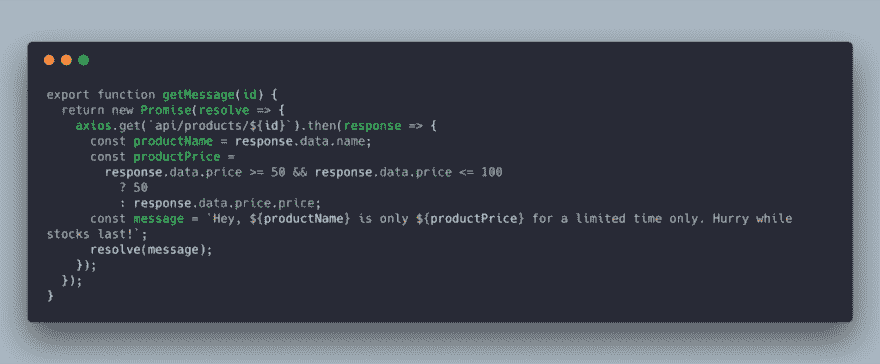 export function getMessage(id) {
  return new Promise(resolve => {
    axios.get(`api/products/${id}`).then(response => {
      const productName = response.data.name;
      const productPrice =
        response.data.price >= 50 && response.data.price <= 100
          ? 50
          : response.data.price.price;
      const message = `Hey, ${productName} is only ${productPrice} for a limited time only. Hurry while
stocks last!`;
      resolve(message);
    });
  });
}